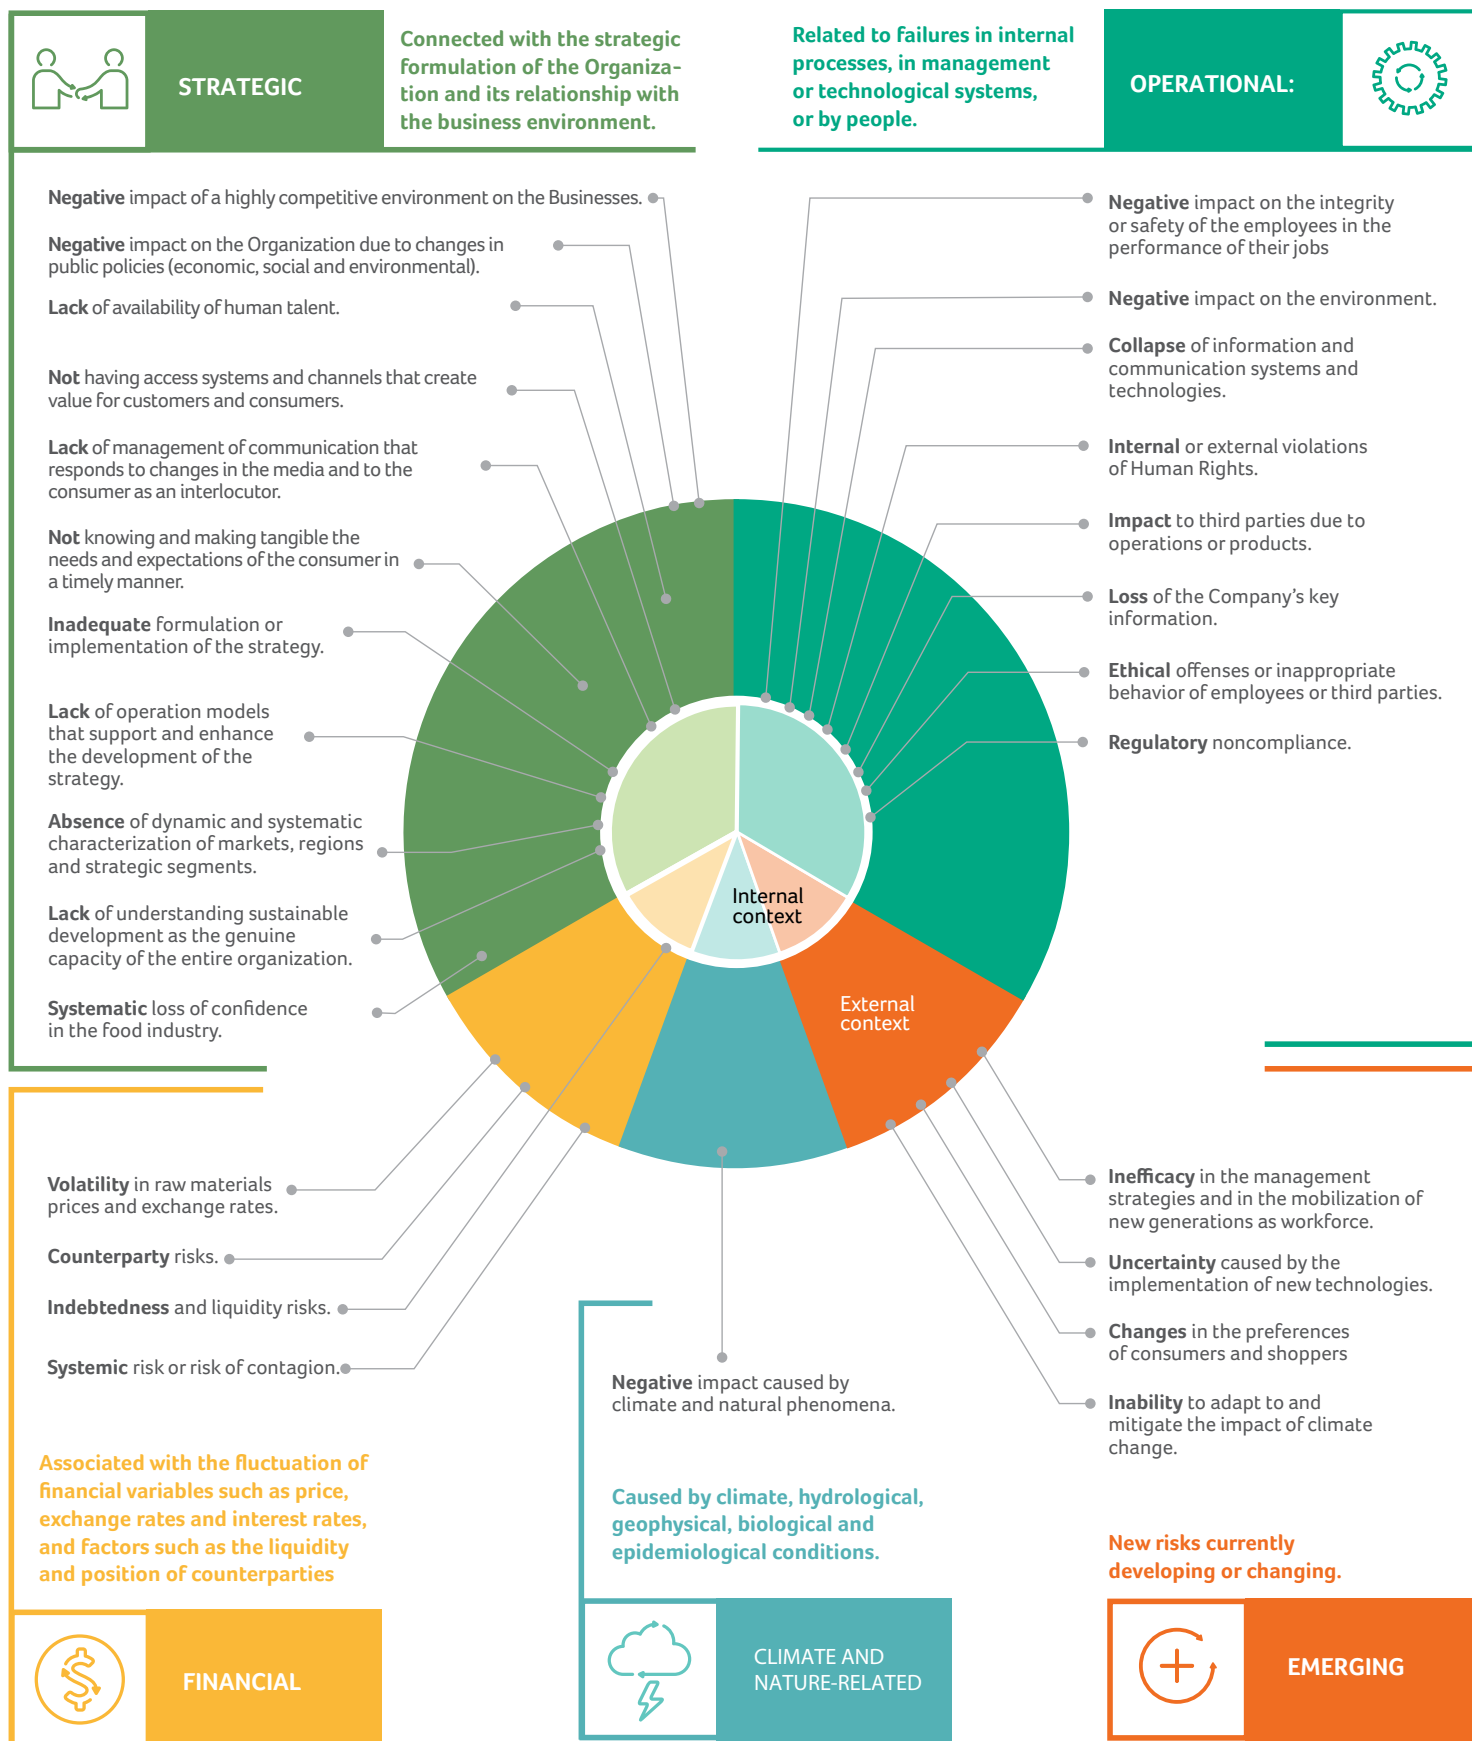 STRATEGIC
Connected with the strategic
formulation of the Organiza-
tion and its relationship with
the business environment.
Related to failures in internal
processes, in management
or technological systems,
or by people.
OPERATIONAL:
Negative impact of a highly competitive environment on the Businesses.
Negative impact on the Organization due to changes in
public policies (economic, social and environmental).
Lack of availability of human talent.
Not having access systems and channels that create
value for customers and consumers.
Lack of management of communication that
responds to changes in the media and to the
consumer as an interlocutor.
Not knowing and making tangible the
needs and expectations of the consumer in
a timely manner.
Inadequate formulation or
implementation of the strategy.
Lack of operation models
that support and enhance
the development of the
strategy.
Absence of dynamic and systematic
characterization of markets, regions
and strategic segments.
Lack of understanding sustainable
development as the genuine
capacity of the entire organization.
Systematic loss of confidence
in the food industry.
Negative impact on the integrity
or safety of the employees in the
performance of their jobs
Negative impact on the environment.
Collapse of information and
communication systems and
technologies.
Internal or external violations
of Human Rights.
Impact to third parties due to
operations or products.
Loss of the Company's key
information.
Ethical offenses or inappropriate
behavior of employees or third parties.
Regulatory noncompliance.
Internal
context
External
context
Volatility in raw materials
prices and exchange rates.
Counterparty risks.
Indebtedness and liquidity risks.
Systemic risk or risk of contagion.
Associated with the fluctuation of
financial variables such as price,
exchange rates and interest rates,
and factors such as the liquidity
and position of counterparties
FINANCIAL
Negative impact caused by
climate and natural phenomena.
Caused by climate, hydrological,
geophysical, biological and
epidemiological conditions.
CLIMATE AND
NATURE-RELATED
Inefficacy in the management
strategies and in the mobilization of
new generations as workforce.
Uncertainty caused by the
implementation of new technologies.
Changes in the preferences
of consumers and shoppers
Inability to adapt to and
mitigate the impact of climate
change.
New risks currently
developing or changing.
EMERGING